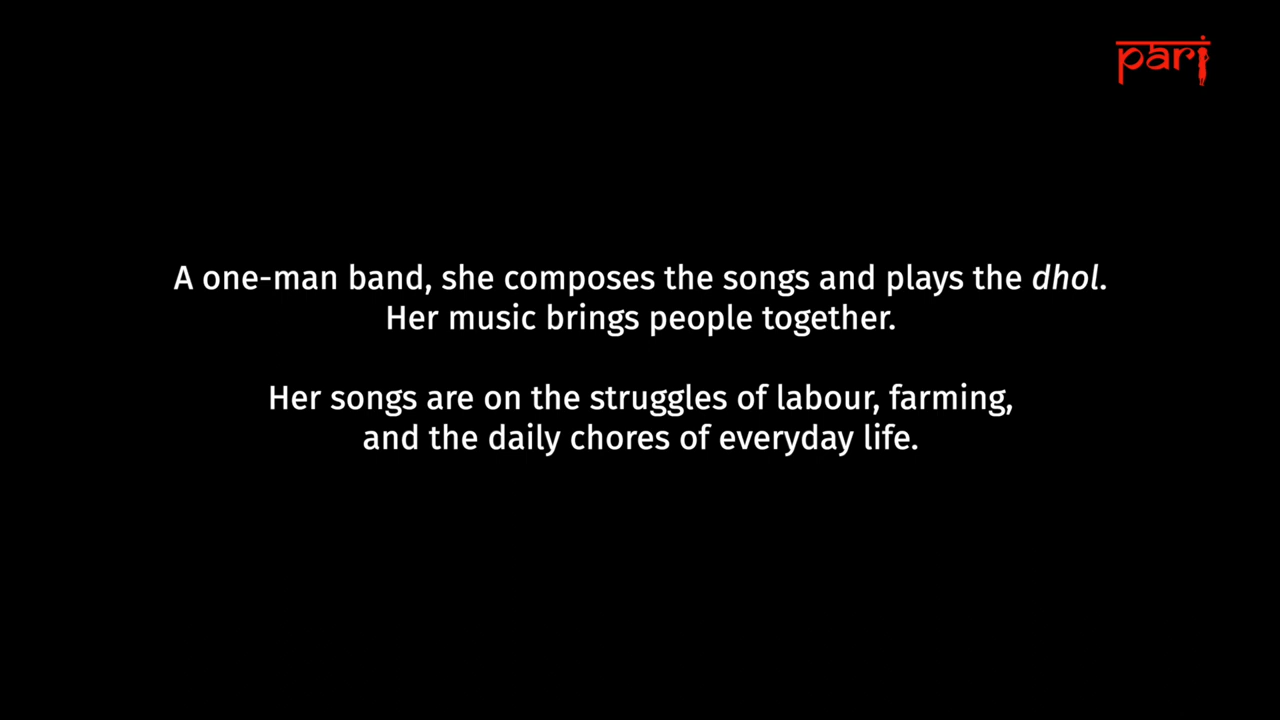 pari
A one-man band, she composes the songs and plays the dhol.
Her music brings people together.
Her songs are on the struggles of labour, farming,
and the daily chores of everyday life.